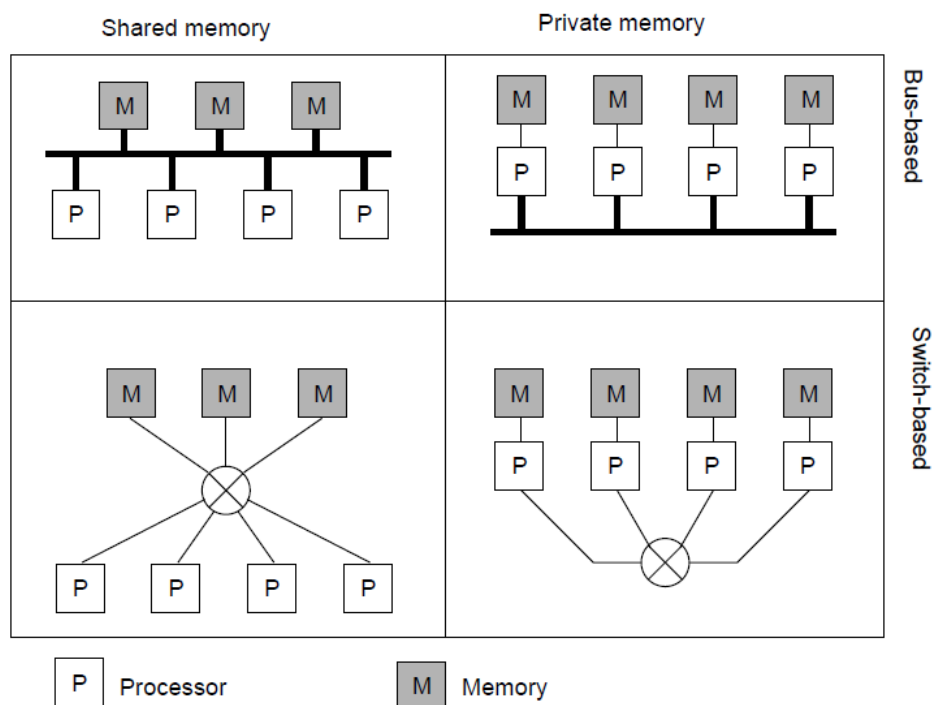 Shared memory
Private memory
M M M
P P P P
M M M M
P P P P
Bus-based
M M M
P P P P
M M M M
P P P P
Switch-based
P Processor
M Memory